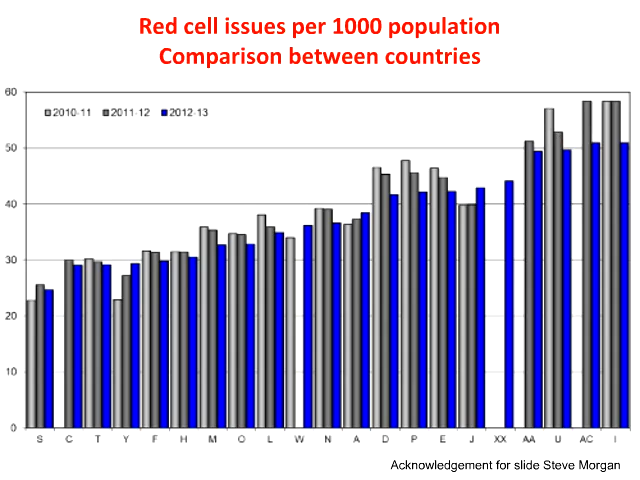 Red cell issues per 1000 population
Comparison between countries
60
2010-11 2011-12 2012-13
50
40
30
20
10
0
S C T Y F H M O L W N A D P E J XX AA U AC I
Acknowledgement for slide Steve Morgan